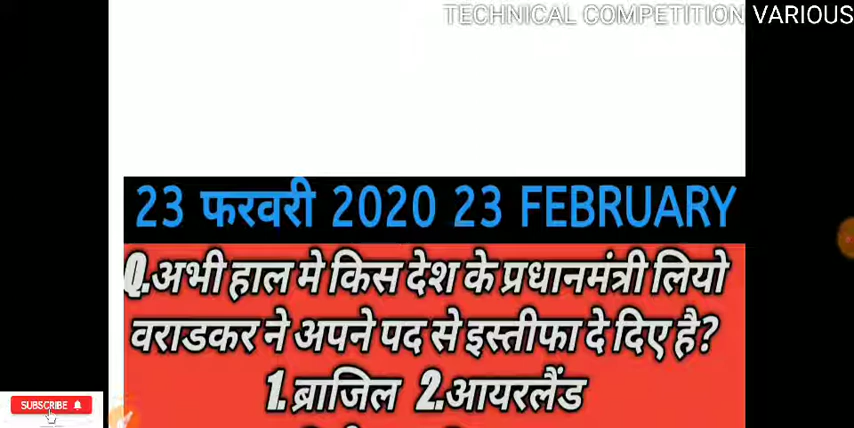 TECHNICAL COMPETITION VARIOUS
23 फरवरी 2020 23 FEBRUARY
Q.अभी हाल मे किस देश के प्रधानमंत्री लियो
वराडकर ने अपने पद से इस्तीफा दे दिए है?
1. ब्राजिल 2.आयरलैंड
SUBSCRIBE